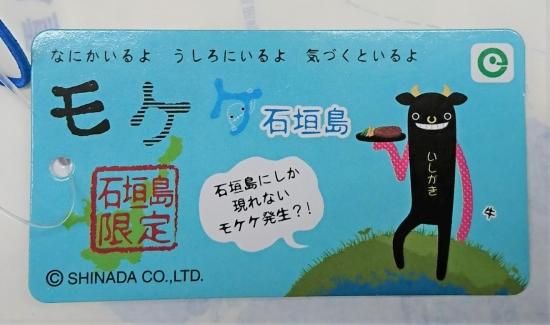 なにかいるよ うしろにいるよ 気づくといるよ
モケケ 石垣島
石垣島
限定
石垣島にしか
現れない
モケケ発生?!
いしがき
牛
© SHINADA CO.,LTD.